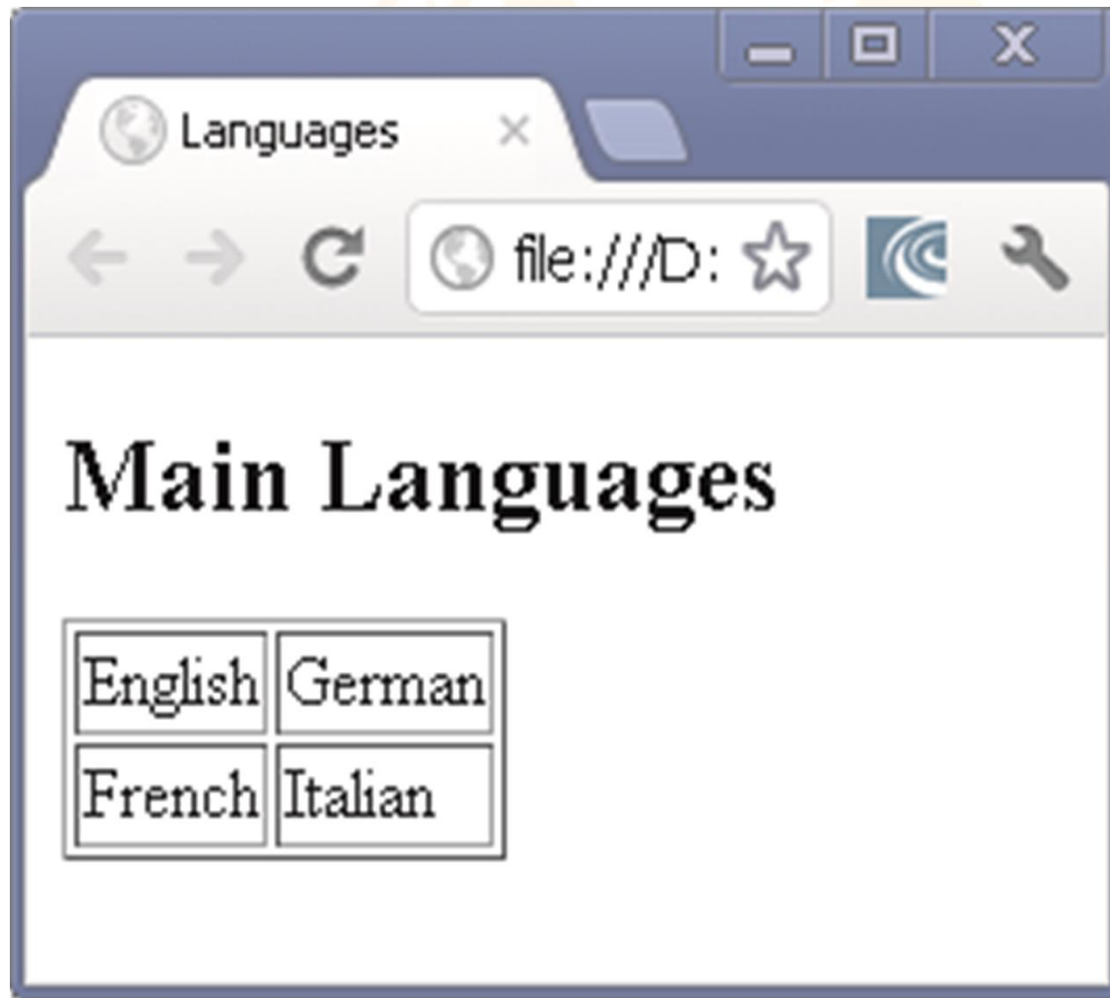 Languages
file:///D:
Main Languages
English German
French Italian